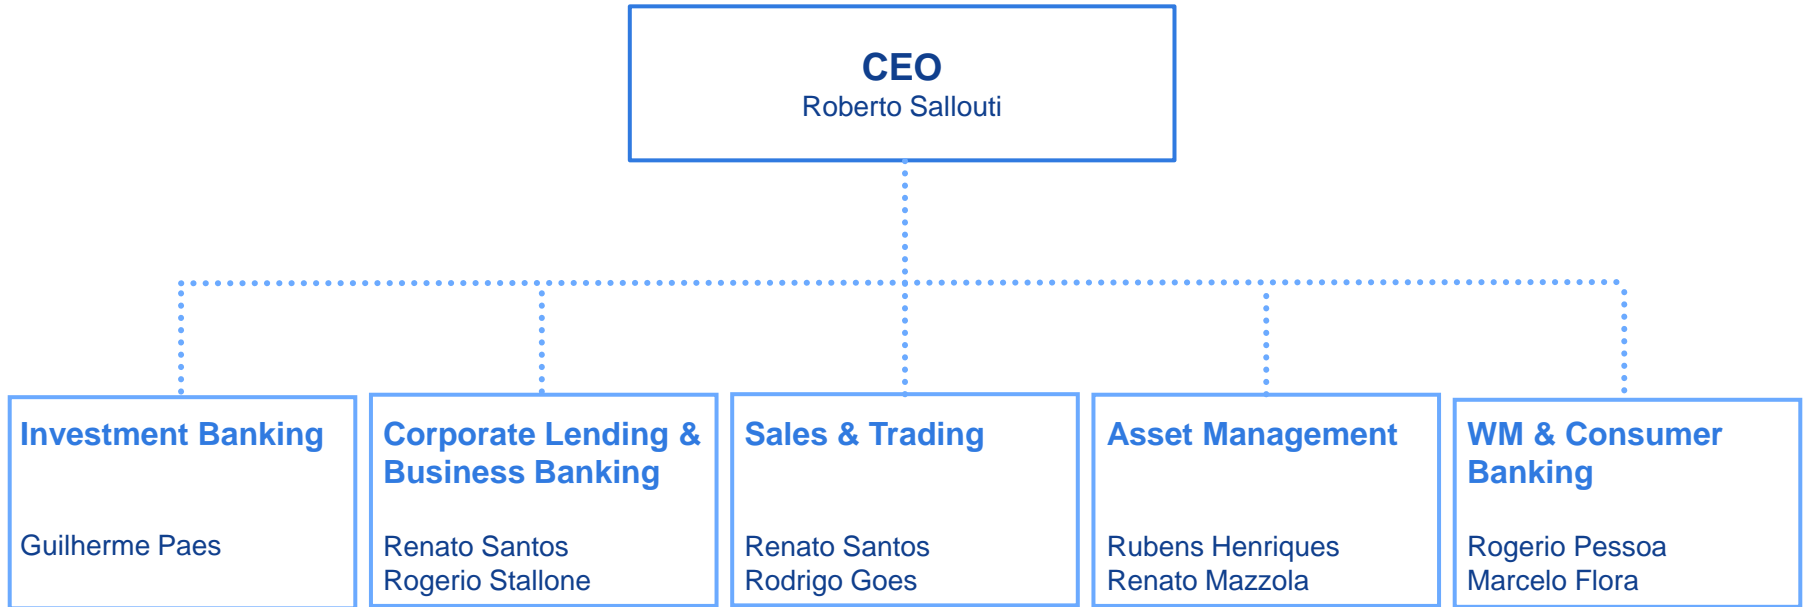 CEO
Roberto Sallouti
Investment Banking
Guilherme Paes
Corporate Lending &
Business Banking
Renato Santos
Rogerio Stallone
Sales & Trading
Renato Santos
Rodrigo Goes
Asset Management
Rubens Henriques
Renato Mazzola
WM & Consumer
Banking
Rogerio Pessoa
Marcelo Flora